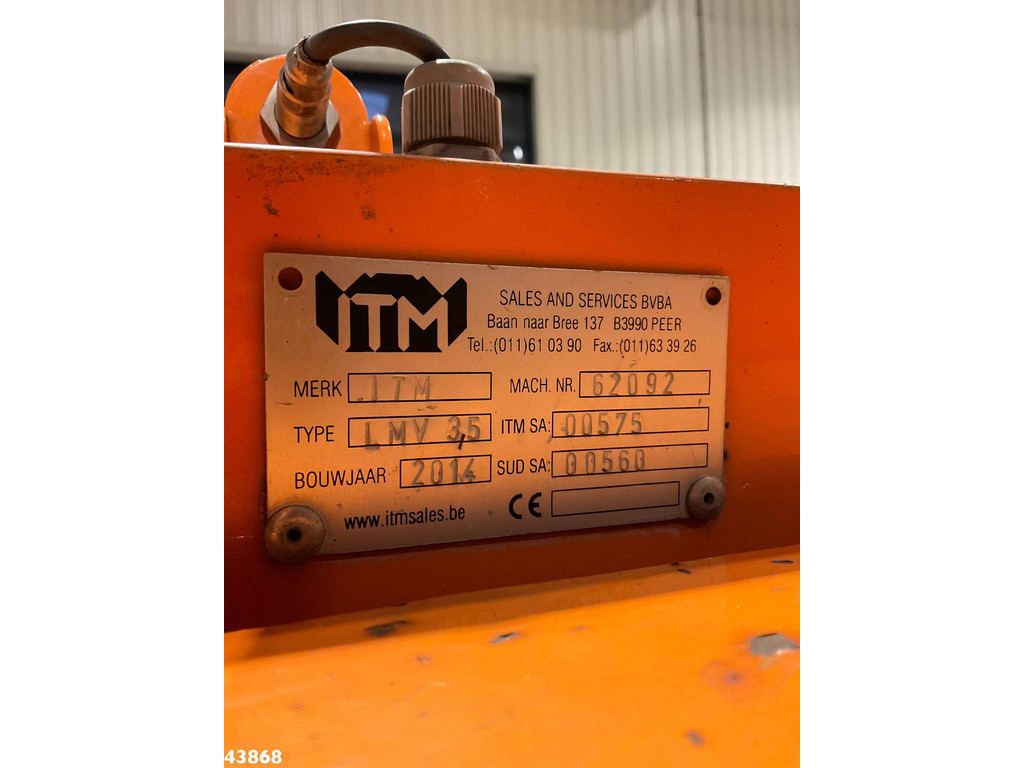 ITM
SALES AND SERVICES BVBA
Baan naar Bree 137 B3990 PEER
Tel.:(011)61 03 90 Fax.:(011)63 39 26
MERK ITM MACH. NR. 62092
TYPE LMV 3,5 ITM SA: 00575
BOUWJAAR 2014 SUD SA: 00560
www.itmsales.be CE
43868